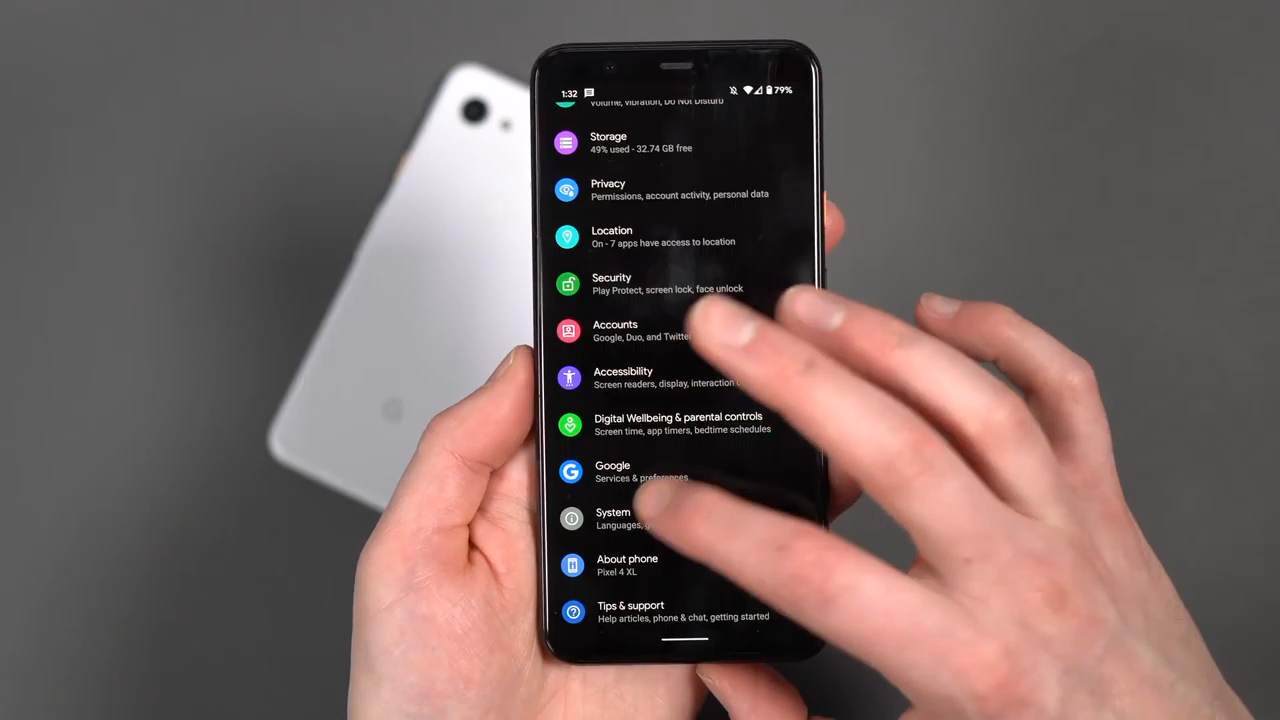 1:32 79%
Volume, vibration, Do Not Disturb
Storage
49% used - 32.74 GB free
Privacy
Permissions, account activity, personal data
Location
On - 7 apps have access to location
Security
Play Protect, screen lock, face unlock
Accounts
Google, Duo, and Twitte
Accessibility
Screen readers, display, interaction
Digital Wellbeing & parental controls
Screen time, app timers, bedtime schedules
Google
Services & preferences
System
Languages,
About phone
Pixel 4 XL
Tips & support
Help articles, phone & chat, getting started